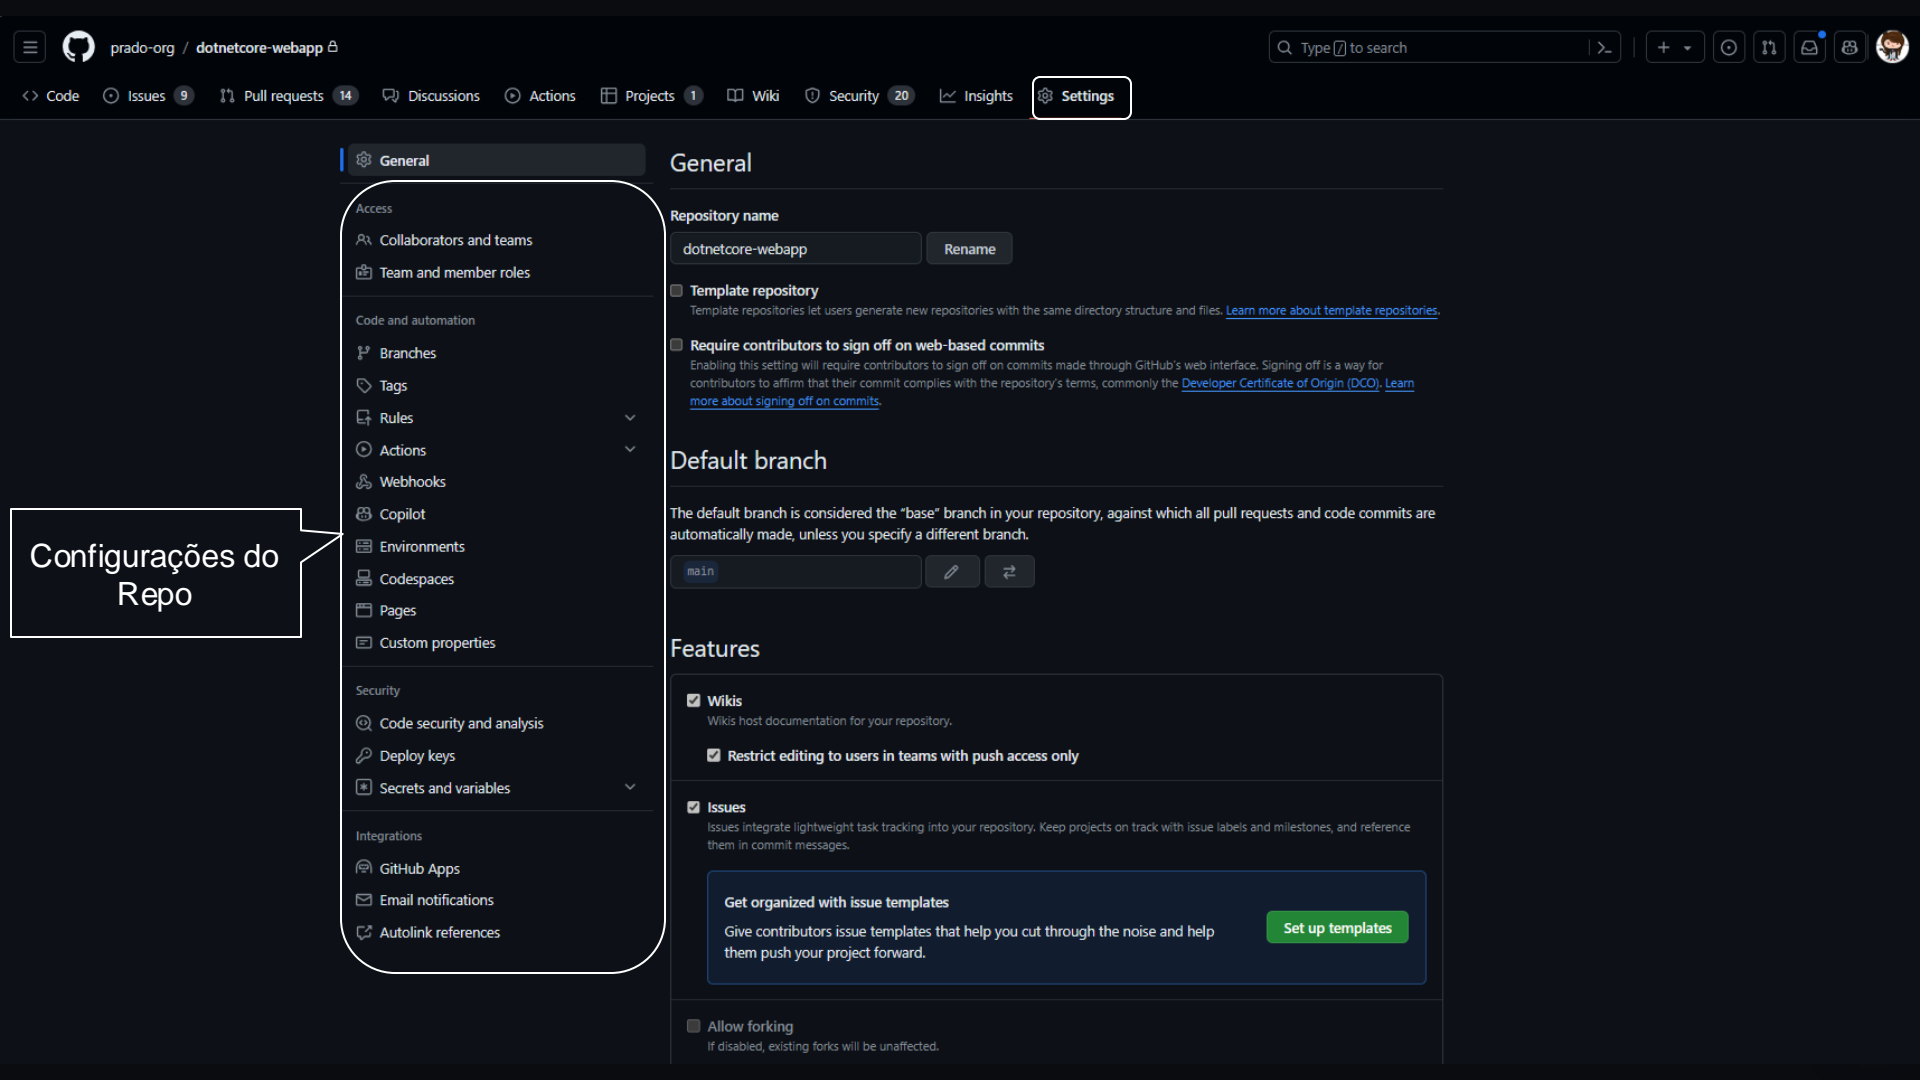 prado-org / dotnetcore-webapp
Type / to search
Code
Issues 9
Pull requests 14
Discussions
Actions
Projects 1
Wiki
Security 20
Insights
Settings
General
Access
Collaborators and teams
Team and member roles
Code and automation
Branches
Tags
Rules
Actions
Webhooks
Copilot
Environments
Codespaces
Pages
Custom properties
Security
Code security and analysis
Deploy keys
Secrets and variables
Integrations
GitHub Apps
Email notifications
Autolink references
Configurações do
Repo
General
Repository name
dotnetcore-webapp
Rename
Template repository
Template repositories let users generate new repositories with the same directory structure and files. Learn more about template repositories.
Require contributors to sign off on web-based commits
Enabling this setting will require contributors to sign off on commits made through GitHub's web interface. Signing off is a way for
contributors to affirm that their commit complies with the repository's terms, commonly the Developer Certificate of Origin (DCO). Learn
more about signing off on commits.
Default branch
The default branch is considered the “base” branch in your repository, against which all pull requests and code commits are
automatically made, unless you specify a different branch.
main
Features
Wikis
Wikis host documentation for your repository.
Restrict editing to users in teams with push access only
Issues
Issues integrate lightweight task tracking into your repository. Keep projects on track with issue labels and milestones, and reference
them in commit messages.
Get organized with issue templates
Give contributors issue templates that help you cut through the noise and help
them push your project forward.
Set up templates
Allow forking
If disabled, existing forks will be unaffected.